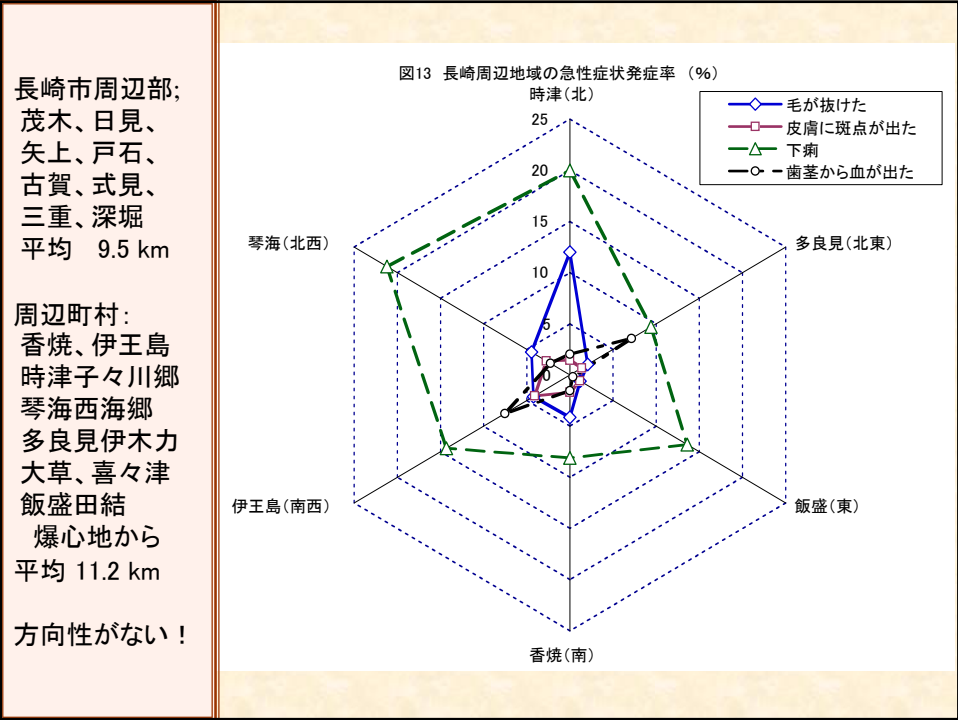 長崎市周辺部;
茂木、日見、
矢上、戸石、
古賀、式見、
三重、深堀
平均 9.5 km
周辺町村:
香焼、伊王島
時津子々川郷
琴海西海郷
多良見伊木力
大草、喜々津
飯盛田結
爆心地から
平均 11.2 km
方向性がない!
図13 長崎周辺地域の急性症状発症率 (%)
時津(北)
毛が抜けた
皮膚に斑点が出た
下痢
歯茎から血が出た
25
20
15
10
5
0
琴海(北西)
多良見(北東)
伊王島(南西)
飯盛(東)
香焼(南)